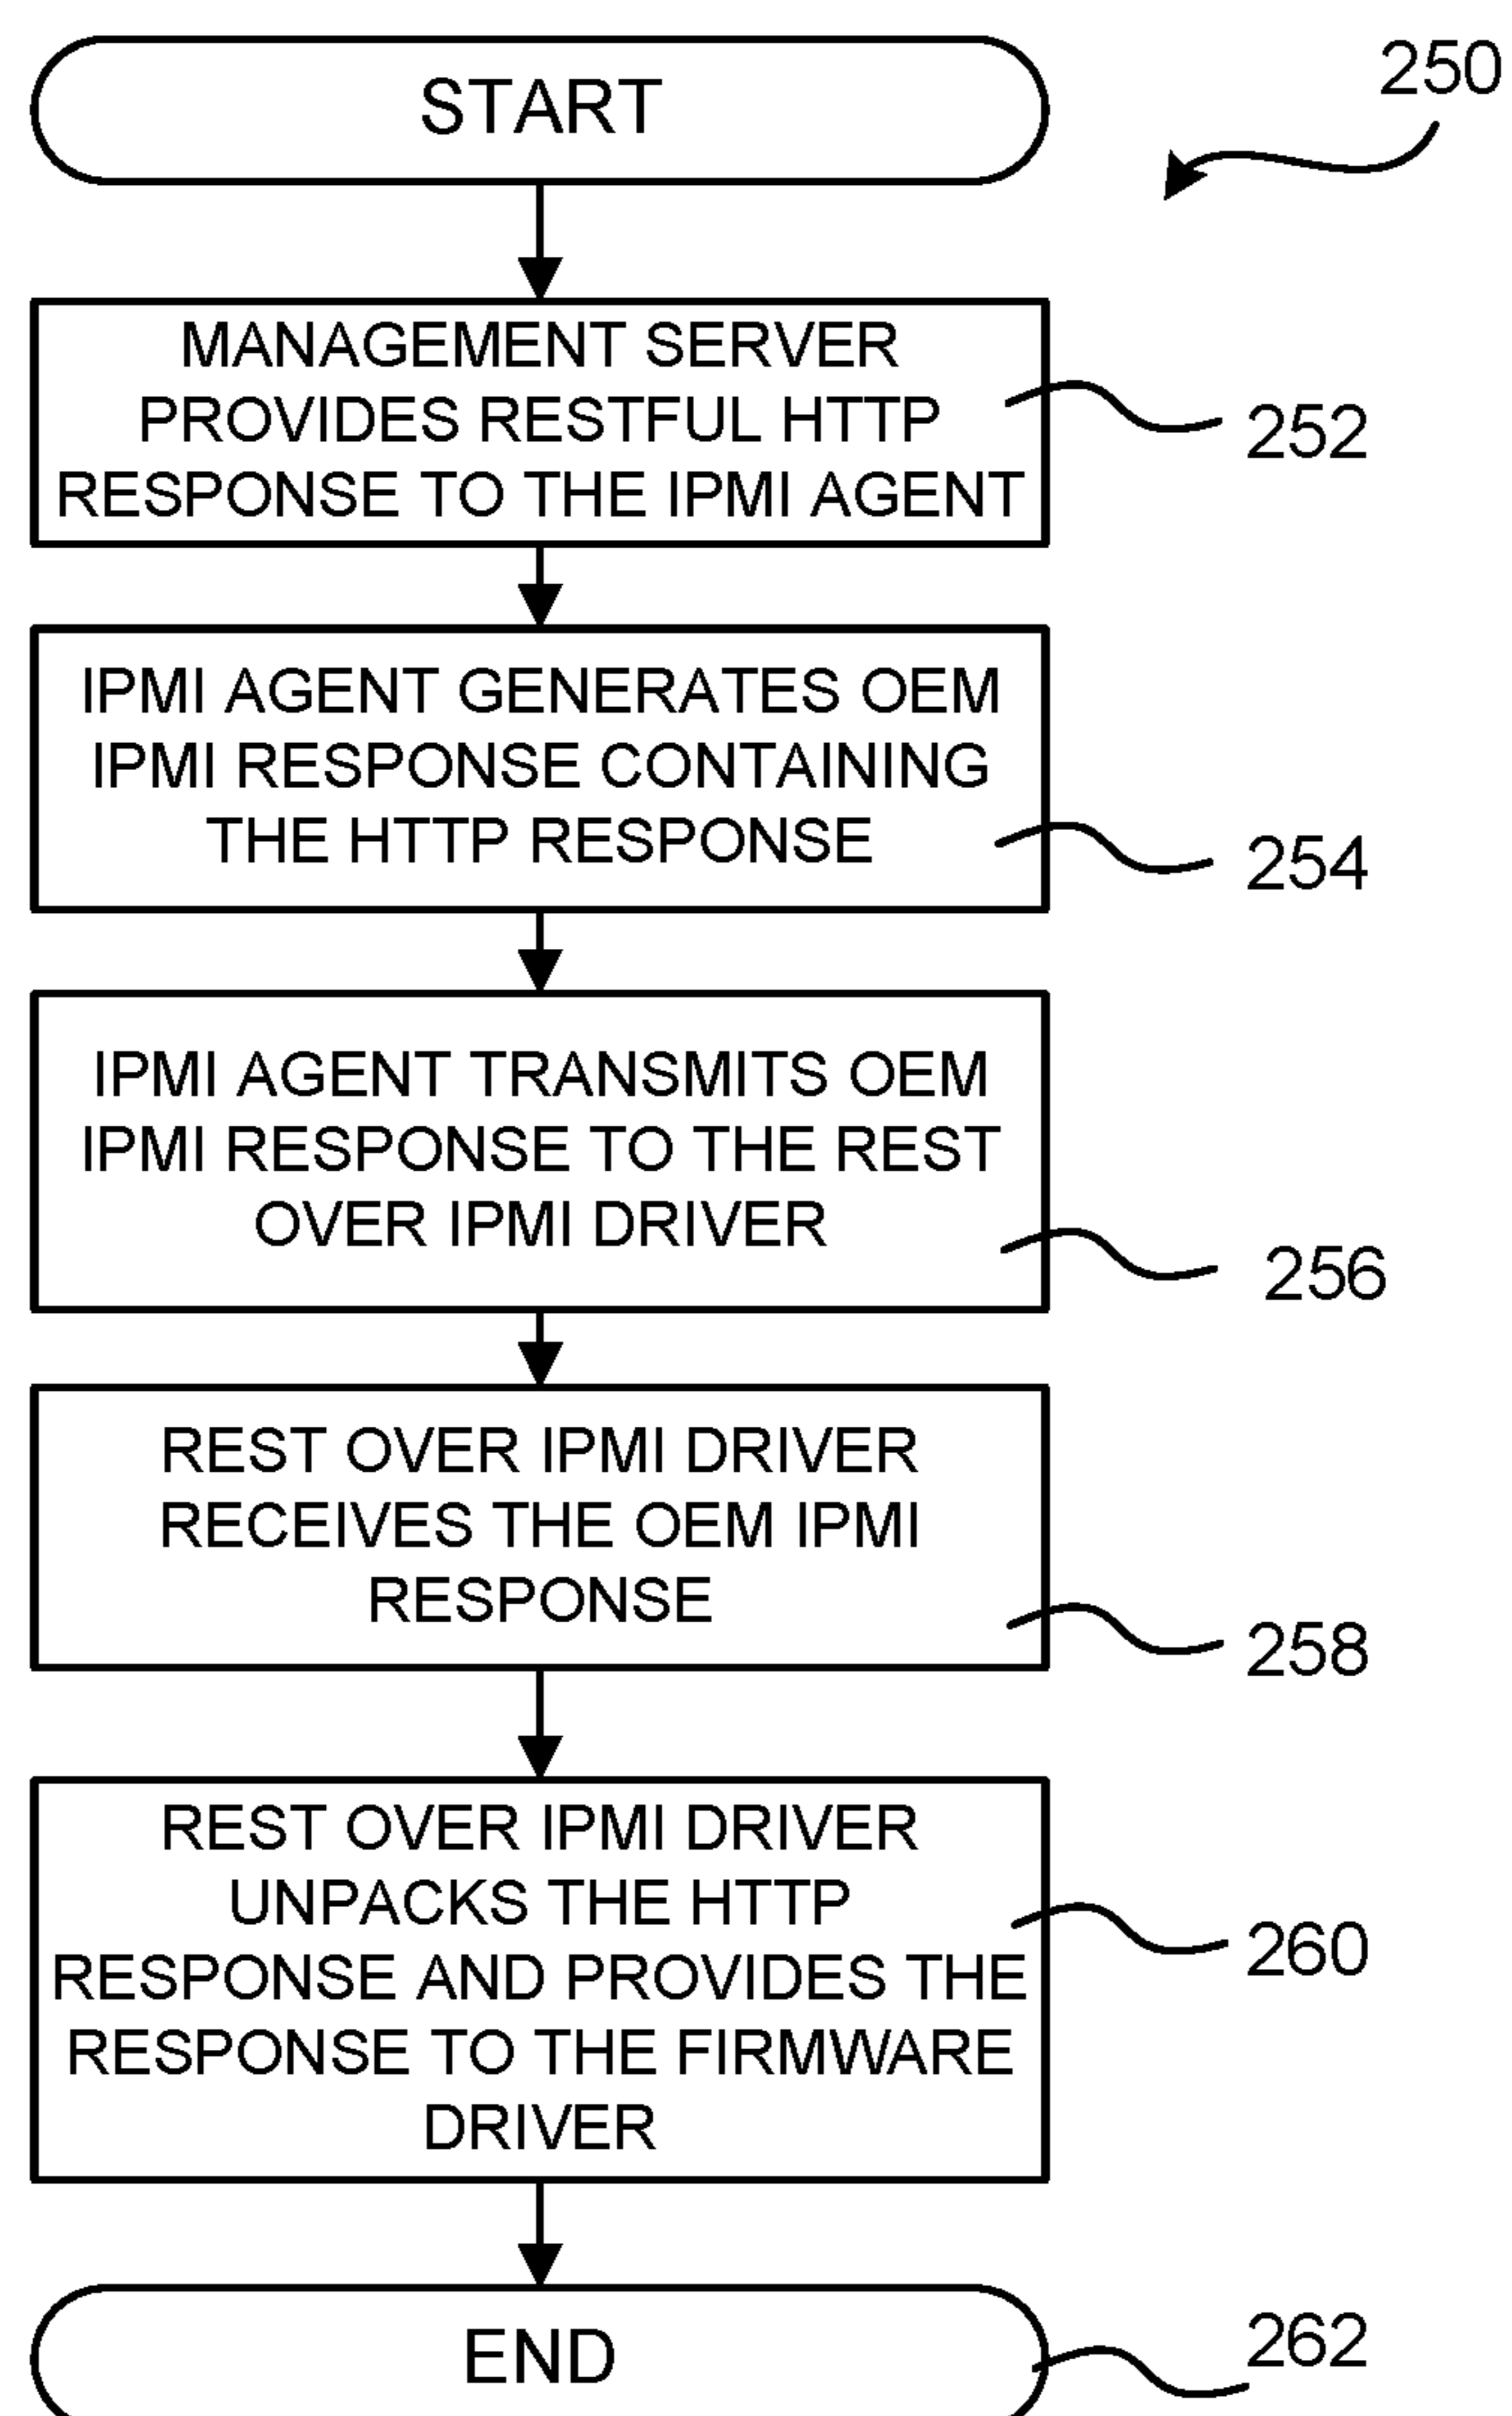 START
250
MANAGEMENT SERVER
PROVIDES RESTFUL HTTP
RESPONSE TO THE IPMI AGENT
252
IPMI AGENT GENERATES OEM
IPMI RESPONSE CONTAINING
THE HTTP RESPONSE
254
IPMI AGENT TRANSMITS OEM
IPMI RESPONSE TO THE REST
OVER IPMI DRIVER
256
REST OVER IPMI DRIVER
RECEIVES THE OEM IPMI
RESPONSE
258
REST OVER IPMI DRIVER
UNPACKS THE HTTP
RESPONSE AND PROVIDES THE
RESPONSE TO THE FIRMWARE
DRIVER
260
END
262